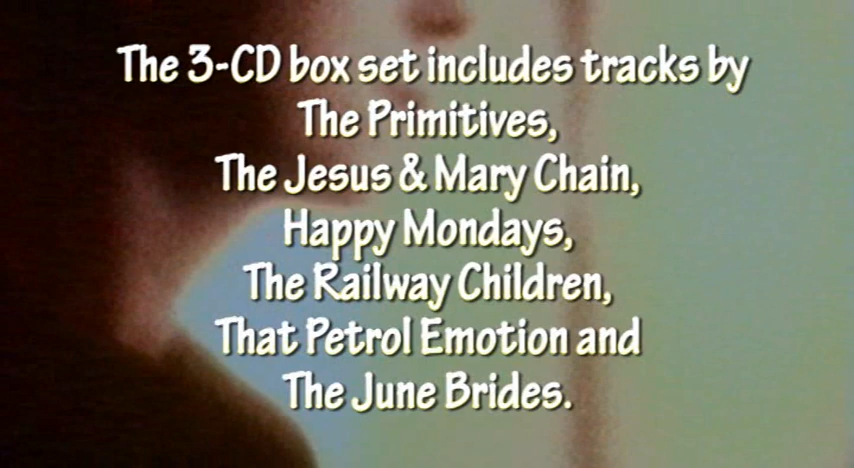 The 3-CD box set includes tracks by
The Primitives,
The Jesus & Mary Chain,
Happy Mondays,
The Railway Children,
That Petrol Emotion and
The June Brides.